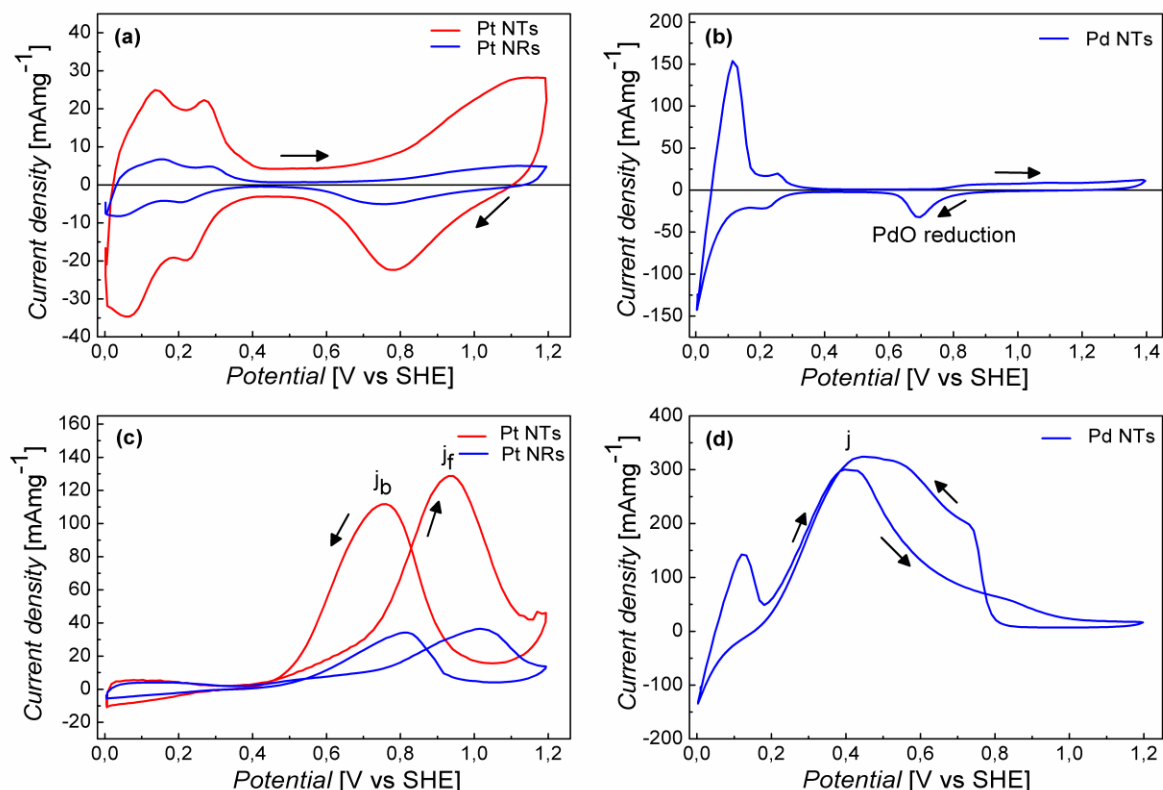 (a)
Pt NTs
Pt NRs
Current density [mAmg⁻¹]
40
30
20
10
0
-10
-20
-30
-40
0,0 0,2 0,4 0,6 0,8 1,0 1,2
Potential [V vs SHE]
(b)
Pd NTs
PdO reduction
Current density [mAmg⁻¹]
150
100
50
0
-50
-100
-150
0,0 0,2 0,4 0,6 0,8 1,0 1,2 1,4
Potential [V vs SHE]
(c)
Pt NTs
Pt NRs
jb
jf
Current density [mAmg⁻¹]
160
140
120
100
80
60
40
20
0
-20
0,0 0,2 0,4 0,6 0,8 1,0 1,2
Potential [V vs SHE]
(d)
Pd NTs
j
Current density [mAmg⁻¹]
400
300
200
100
0
-100
-200
0,0 0,2 0,4 0,6 0,8 1,0 1,2
Potential [V vs SHE]